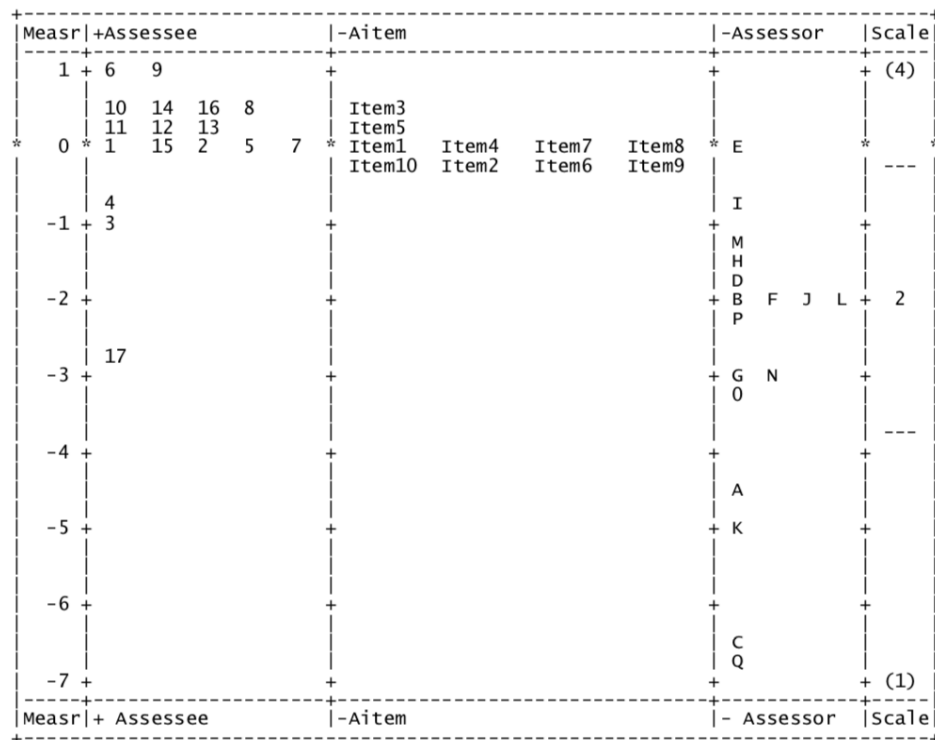 |Measr|+Assessee |-Aitem |-Assessor |Scale|
1 + 6 9 + + + (4)
10 14 16 8 Item3
11 12 13 Item5
* 0 * 1 15 2 5 7 * Item1 Item4 Item7 Item8 * E * *
Item10 Item2 Item6 Item9 ---
4 I
-1 + 3 + + +
M
H
D
-2 + + + B F J L + 2
P
17
-3 + + + G N +
O
---
-4 + + + +
A
-5 + + + K +
-6 + + + +
C
Q
-7 + + + + (1)
|Measr|+ Assessee |-Aitem |- Assessor |Scale|